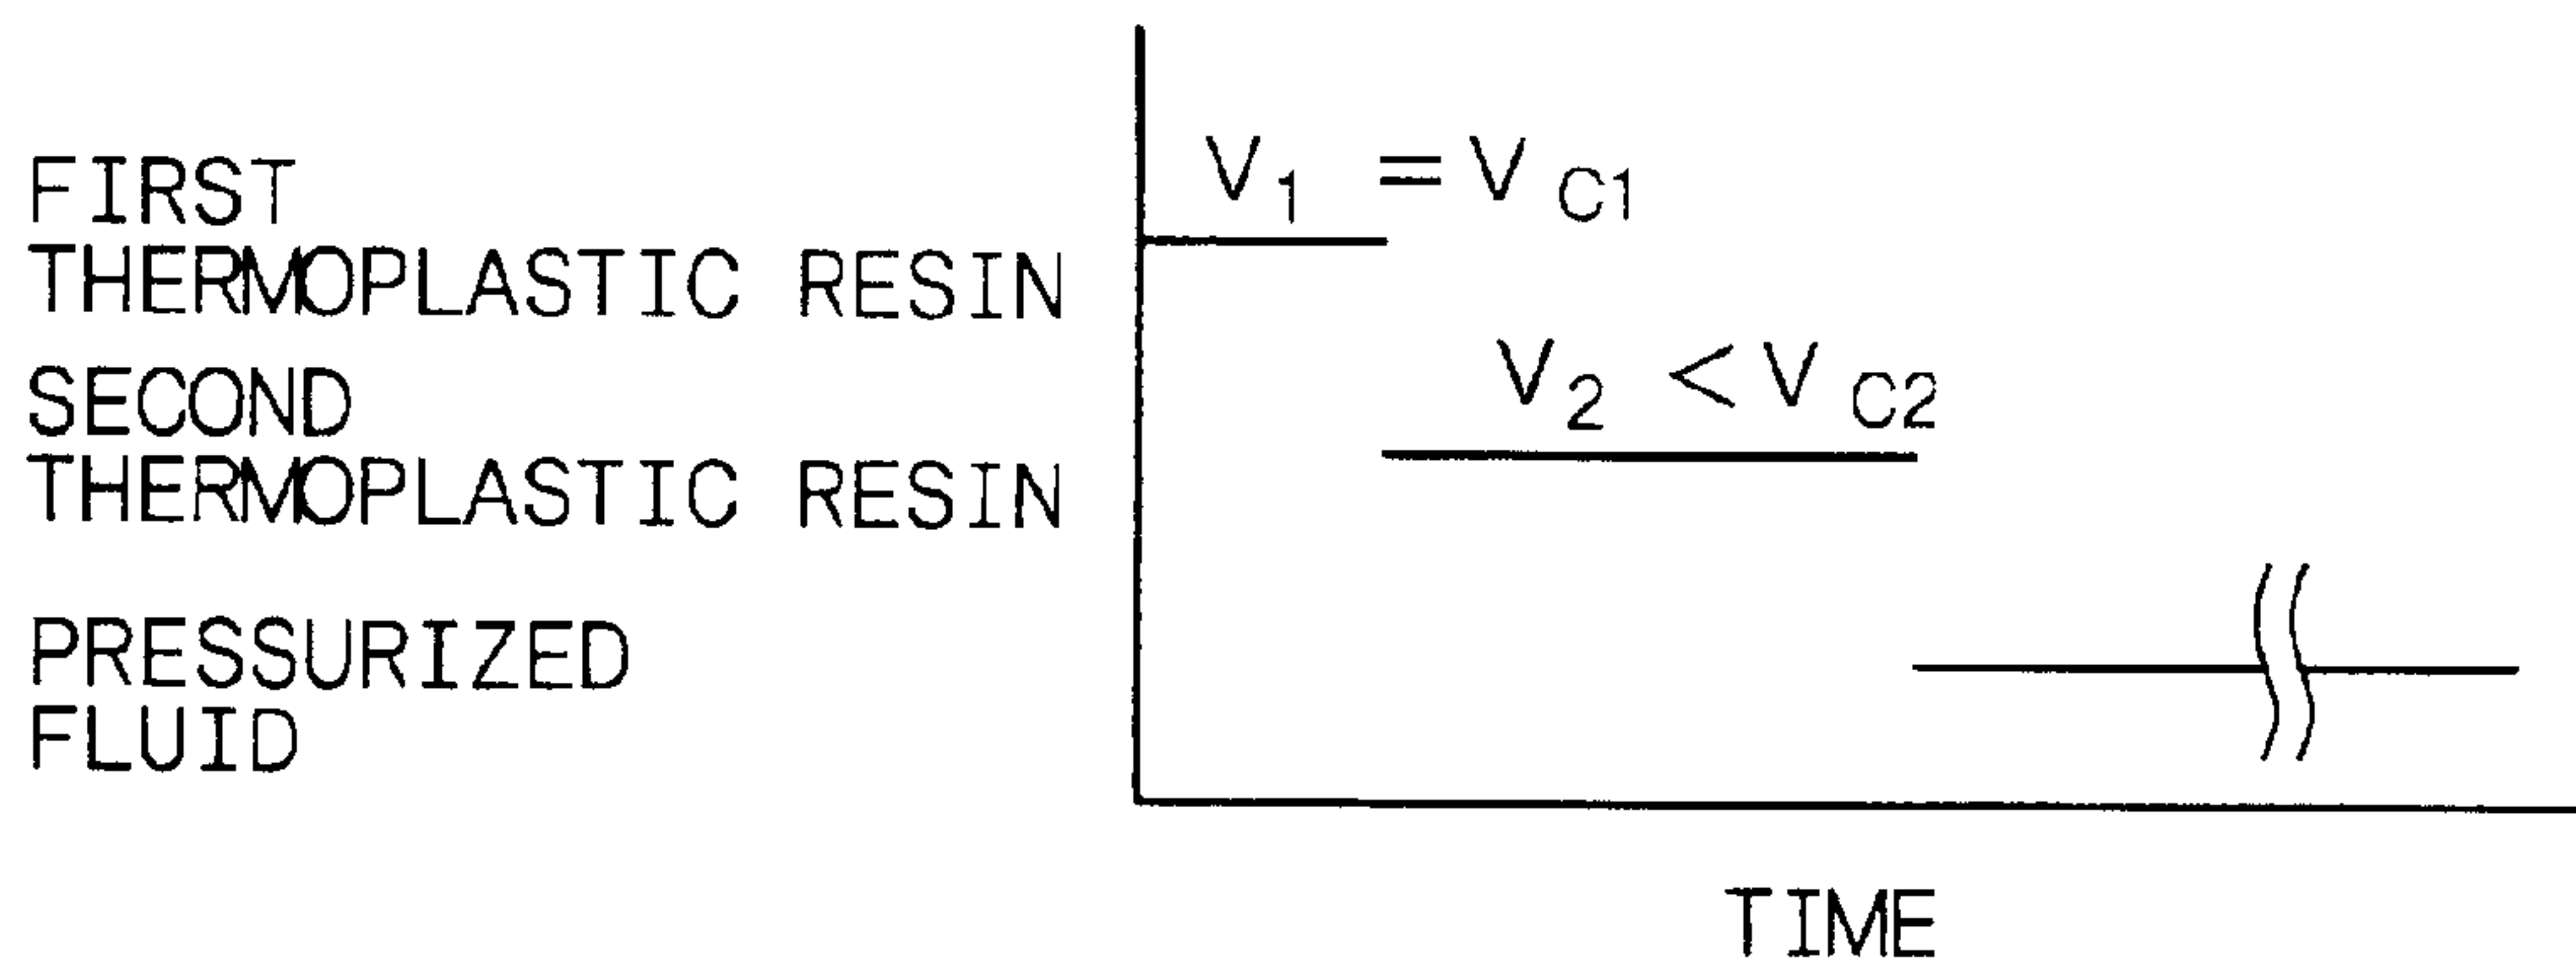 FIRST
THERMOPLASTIC RESIN
V1 = VC1
SECOND
THERMOPLASTIC RESIN
V2 < VC2
PRESSURIZED
FLUID
TIME